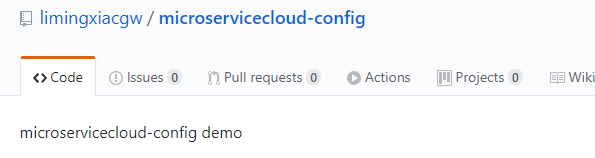 limingxiacgw / microservicecloud-config
<> Code Issues 0 Pull requests 0 Actions Projects 0 Wiki
microservicecloud-config demo